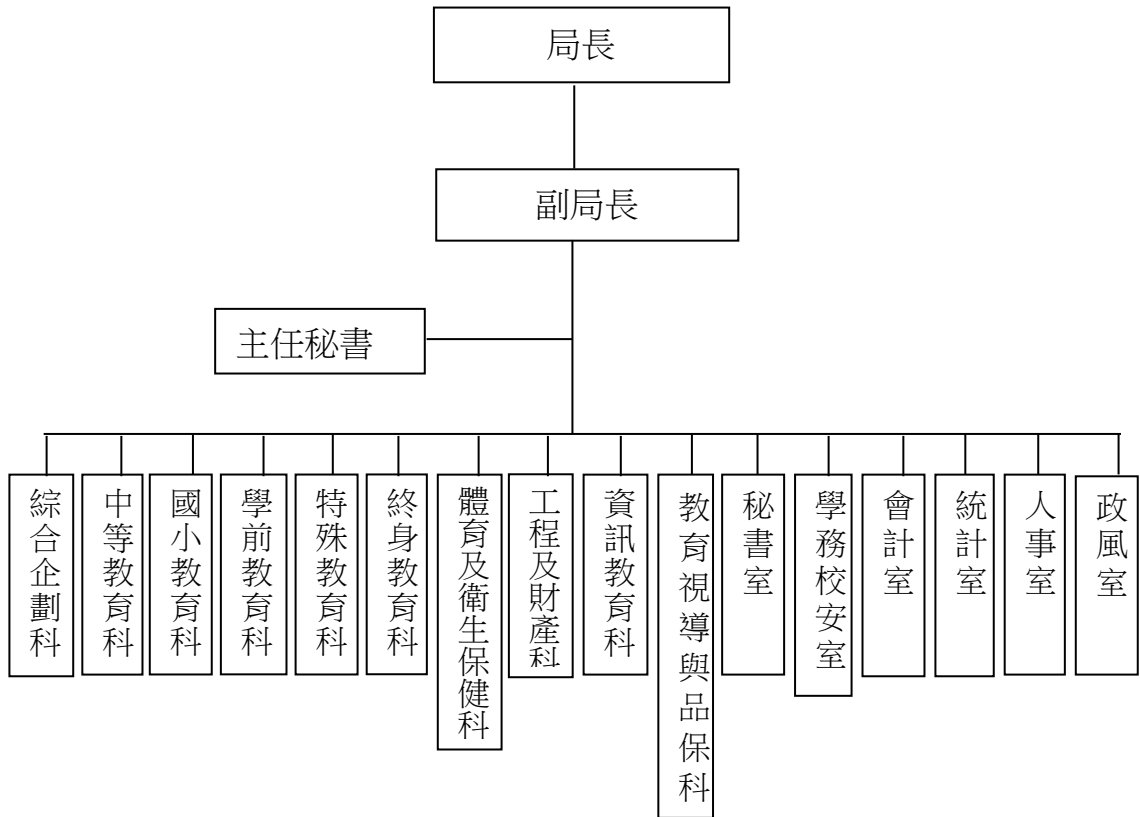 局長
副局長
主任秘書
綜合企劃科
中等教育科
國小教育科
學前教育科
特殊教育科
終身教育科
體育及衛生保健科
工程及財產科
資訊教育科
教育視導與品保科
秘書室
學務校安室
會計室
統計室
人事室
政風室